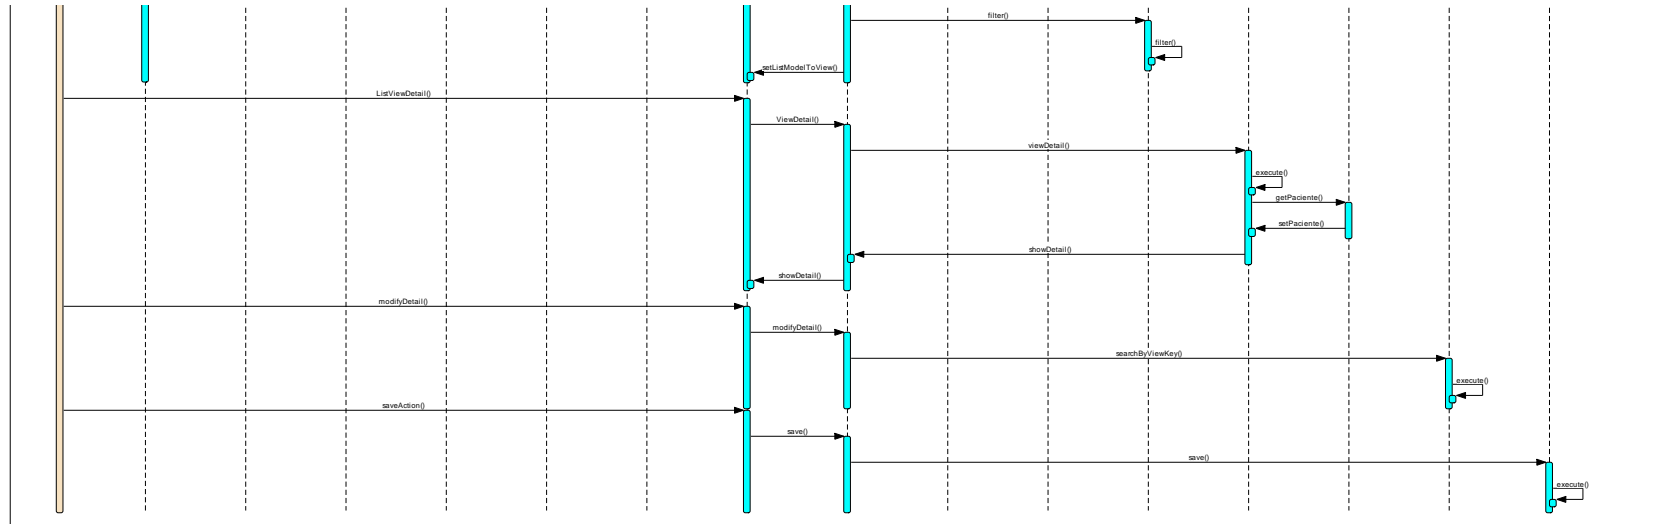 filter()
filter()
setListModelToView()
ListViewDetail()
ViewDetail()
viewDetail()
execute()
getPaciente()
setPaciente()
showDetail()
showDetail()
modifyDetail()
modifyDetail()
searchByViewKey()
execute()
saveAction()
save()
save()
execute()